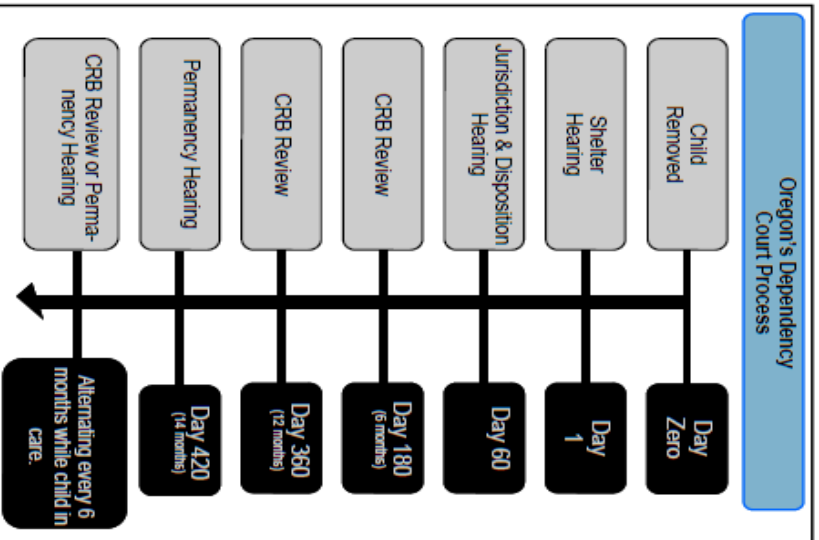 Oregon's Dependency
Court Process
Child
Removed
Day
Zero
Shelter
Hearing
Day
1
Jurisdiction & Disposition
Hearing
Day 60
CRB Review
Day 180
(6 months)
CRB Review
Day 360
(12 months)
Permanency Hearing
Day 420
(14 months)
CRB Review or Perma-
nency Hearing
Alternating every 6
months while child in
care.